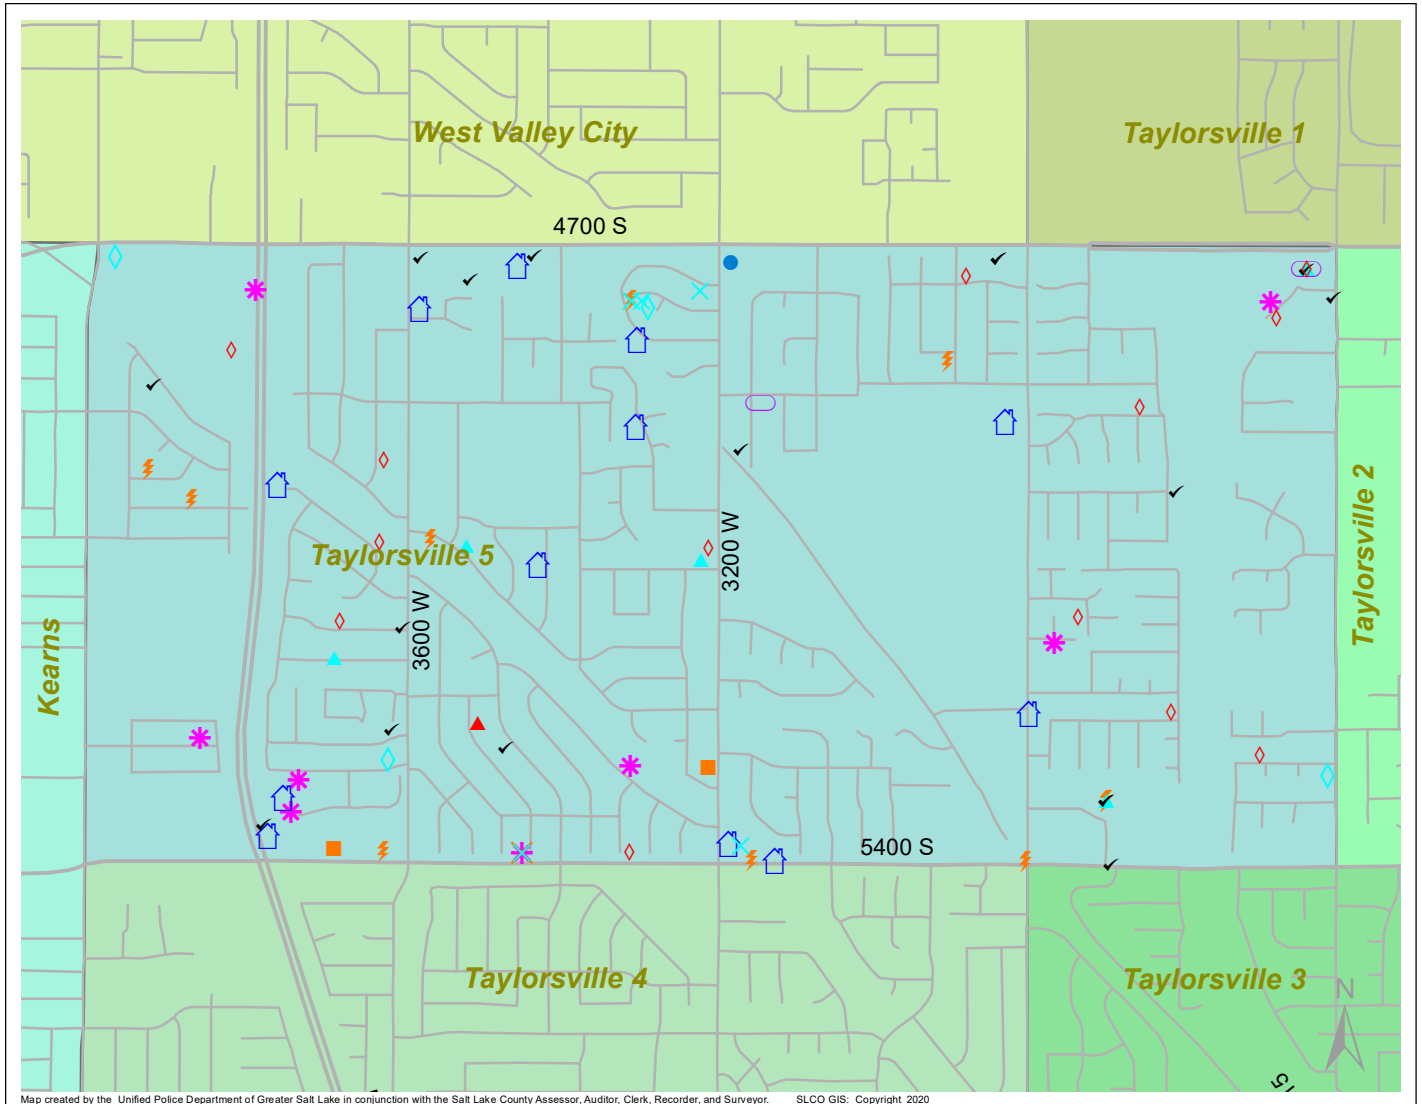 West Valley City
Taylorsville 1
4700 S
Taylorsville 2
3200 W
Taylorsville 5
3600 W
Kearns
5400 S
Taylorsville 4
Taylorsville 3
N
Map created by the Unified Police Department of Greater Salt Lake in conjunction with the Salt Lake County Assessor, Auditor, Clerk, Recorder, and Surveyor. SLCO GIS: Copyright 2020